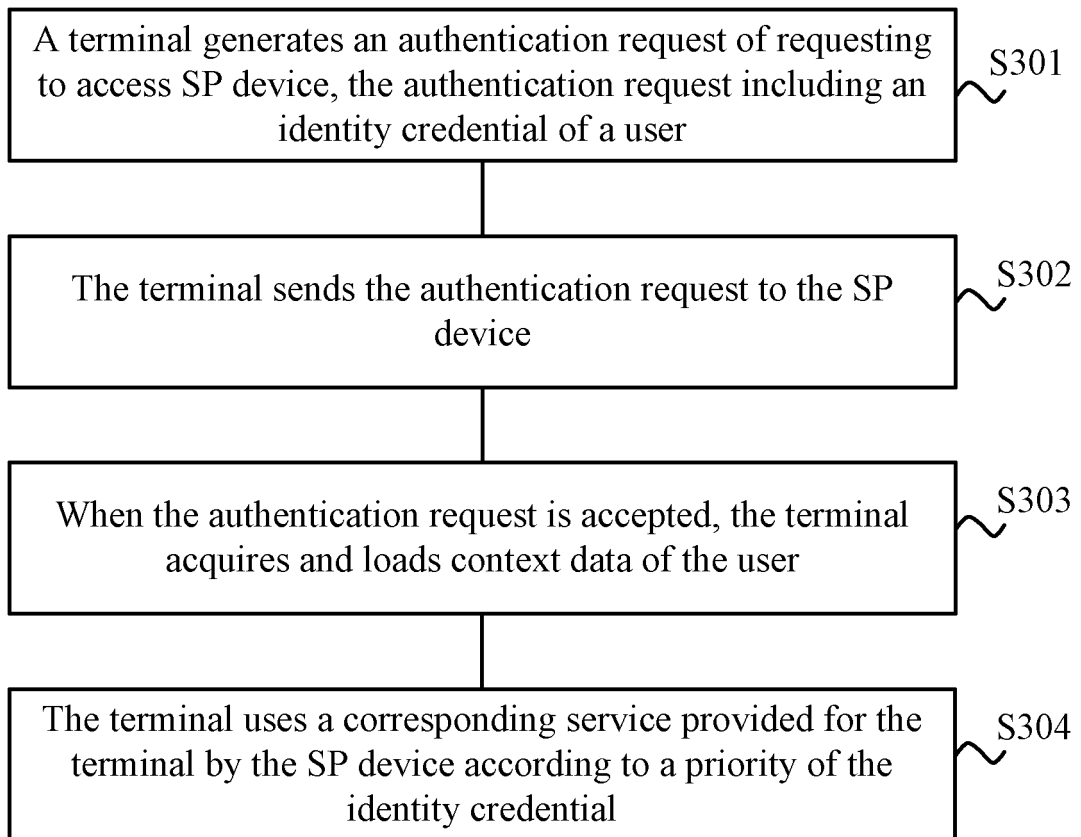 A terminal generates an authentication request of requesting
to access SP device, the authentication request including an
identity credential of a user
S301
The terminal sends the authentication request to the SP
device
S302
When the authentication request is accepted, the terminal
acquires and loads context data of the user
S303
The terminal uses a corresponding service provided for the
terminal by the SP device according to a priority of the
identity credential
S304